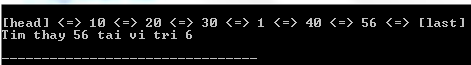 [head] <=> 10 <=> 20 <=> 30 <=> 1 <=> 40 <=> 56 <=> [last]
Tim thay 56 tai vi tri 6
--------------------------------